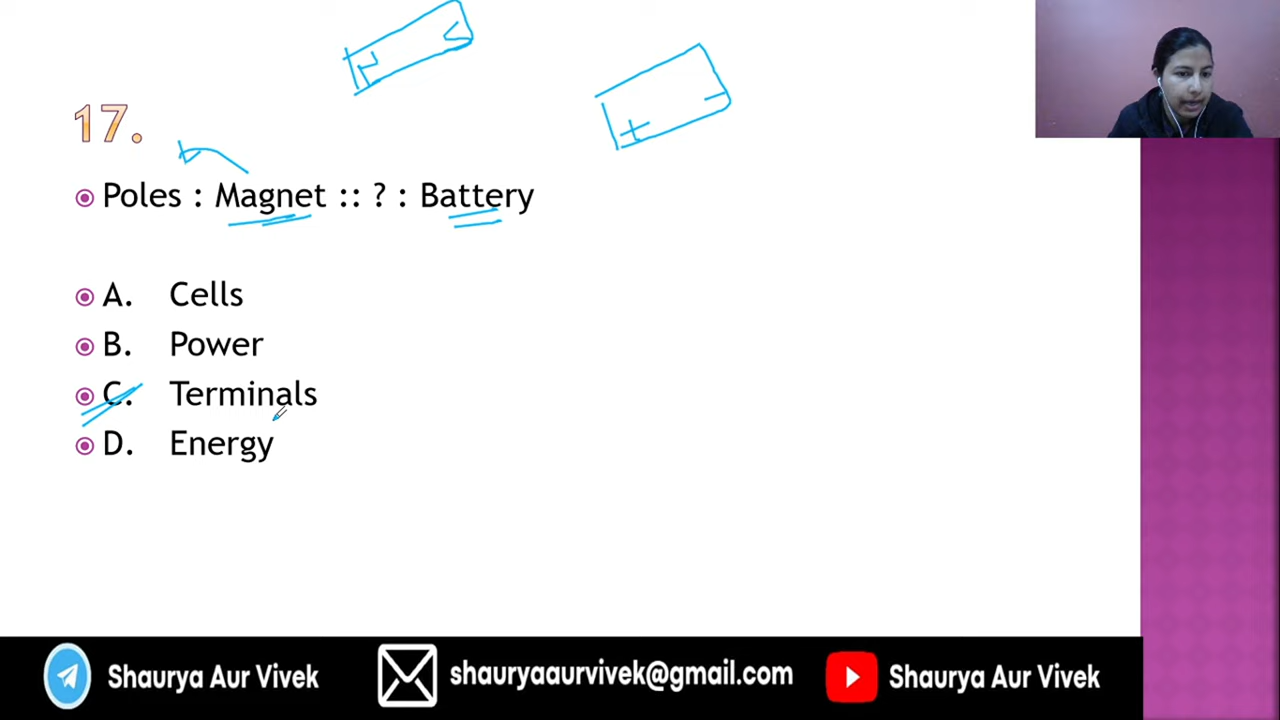 17.
Poles : Magnet :: ? : Battery
A. Cells
B. Power
C. Terminals
D. Energy
+ -
Shaurya Aur Vivek shauryaaurvivek@gmail.com Shaurya Aur Vivek